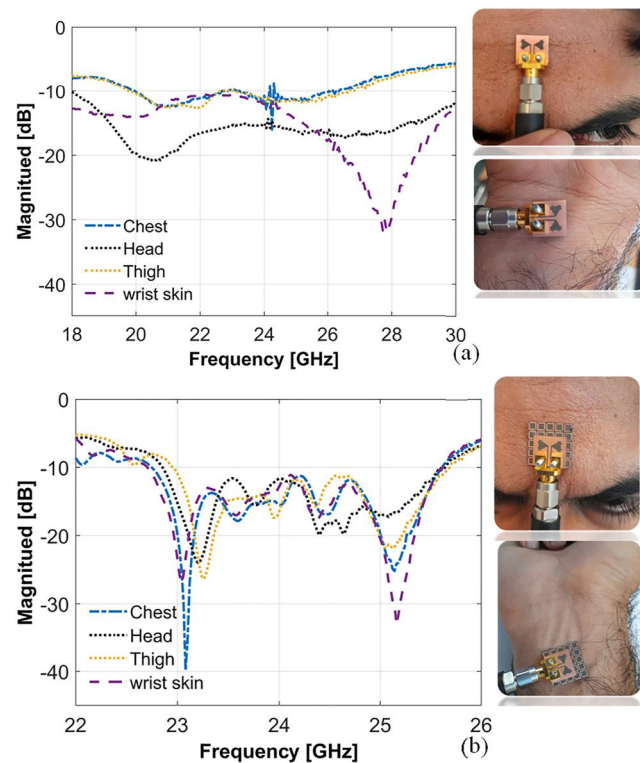 0
-10
-20
-30
-40
Magnitued [dB]
Chest
Head
Thigh
wrist skin
18 20 22 24 26 28 30
Frequency [GHz]
(a)
0
-10
-20
-30
-40
Magnitued [dB]
Chest
Head
Thigh
wrist skin
22 23 24 25 26
Frequency [GHz]
(b)